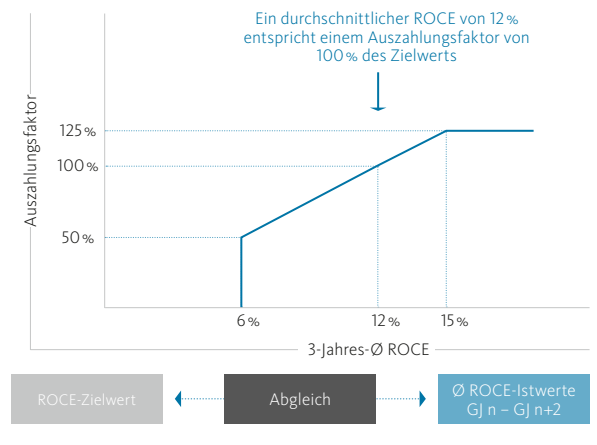 Ein durchschnittlicher ROCE von 12 %
entspricht einem Auszahlungsfaktor von
100 % des Zielwerts
Auszahlungsfaktor
125 %
100 %
50 %
6 %
12 %
15 %
3-Jahres-Ø ROCE
ROCE-Zielwert
Abgleich
Ø ROCE-Istwerte
GJ n – GJ n+2